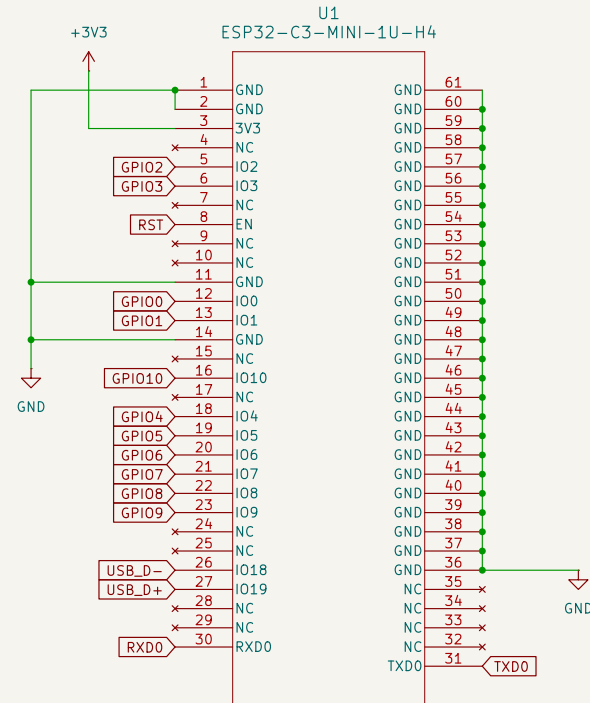 U1
ESP32-C3-MINI-1U-H4
+3V3
1 GND GND 61
2 GND GND 60
3 3V3 GND 59
4 NC GND 58
GPIO2 5 IO2 GND 57
GPIO3 6 IO3 GND 56
7 NC GND 55
RST 8 EN GND 54
9 NC GND 53
10 NC GND 52
11 GND GND 51
GPIO0 12 IO0 GND 50
GPIO1 13 IO1 GND 49
14 GND GND 48
15 NC GND 47
GPIO10 16 IO10 GND 46
17 NC GND 45
GND
GPIO4 18 IO4 GND 44
GPIO5 19 IO5 GND 43
GPIO6 20 IO6 GND 42
GPIO7 21 IO7 GND 41
GPIO8 22 IO8 GND 40
GPIO9 23 IO9 GND 39
24 NC GND 38
25 NC GND 37
USB_D- 26 IO18 GND 36
USB_D+ 27 IO19 NC 35
28 NC NC 34
GND
29 NC NC 33
RXD0 30 RXD0 NC 32
TXD0 31 TXD0